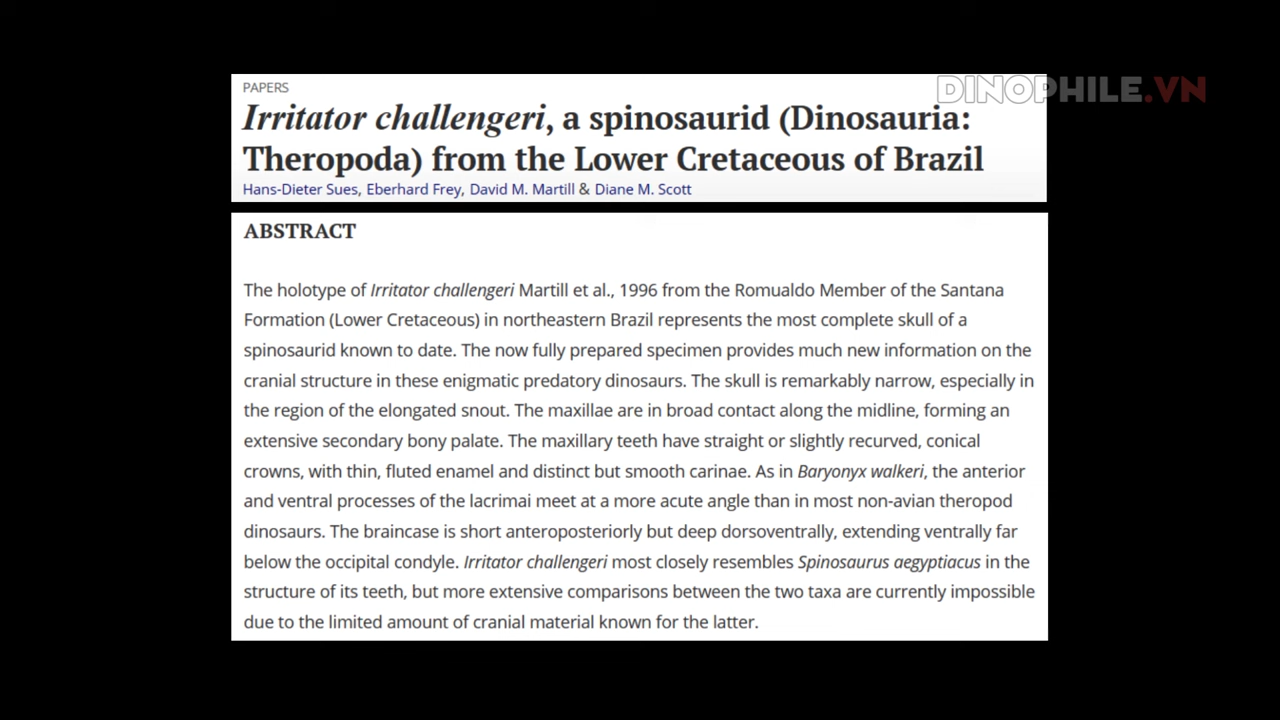 DINOPHILE.VN
PAPERS
Irritator challengeri, a spinosaurid (Dinosauria:
Theropoda) from the Lower Cretaceous of Brazil
Hans-Dieter Sues, Eberhard Frey, David M. Martill & Diane M. Scott
ABSTRACT
The holotype of Irritator challengeri Martill et al., 1996 from the Romualdo Member of the Santana
Formation (Lower Cretaceous) in northeastern Brazil represents the most complete skull of a
spinosaurid known to date. The now fully prepared specimen provides much new information on the
cranial structure in these enigmatic predatory dinosaurs. The skull is remarkably narrow, especially in
the region of the elongated snout. The maxillae are in broad contact along the midline, forming an
extensive secondary bony palate. The maxillary teeth have straight or slightly recurved, conical
crowns, with thin, fluted enamel and distinct but smooth carinae. As in Baryonyx walkeri, the anterior
and ventral processes of the lacrimai meet at a more acute angle than in most non-avian theropod
dinosaurs. The braincase is short anteroposteriorly but deep dorsoventrally, extending ventrally far
below the occipital condyle. Irritator challengeri most closely resembles Spinosaurus aegyptiacus in the
structure of its teeth, but more extensive comparisons between the two taxa are currently impossible
due to the limited amount of cranial material known for the latter.